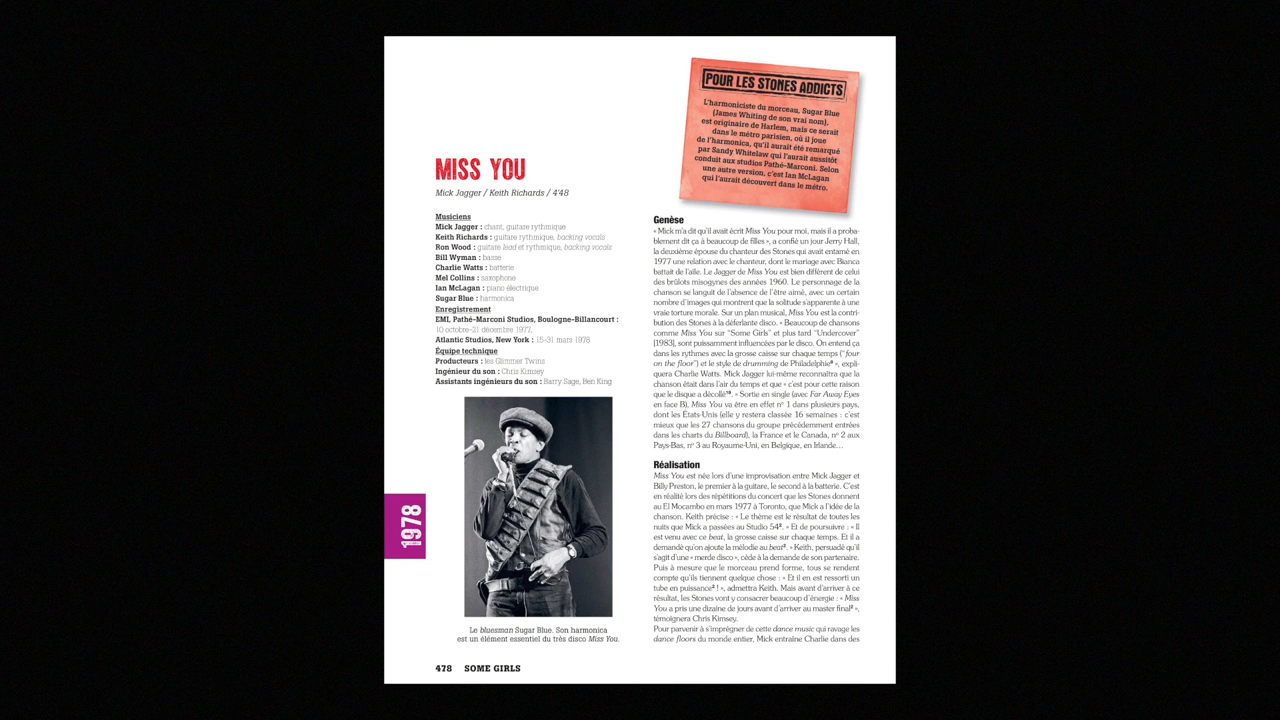 POUR LES STONES ADDICTS
L'harmoniciste du morceau, Sugar Blue
[James Whiting de son vrai nom],
est originaire de Harlem, mais ce serait
dans le métro parisien, où il joue
de l'harmonica, qu'il aurait été remarqué
par Sandy Whitelaw qui l'aurait aussitôt
conduit aux studios Pathé-Marconi. Selon
une autre version, c'est Ian McLagan
qui l'aurait découvert dans le métro.
MISS YOU
Mick Jagger / Keith Richards / 4'48
Musiciens
Mick Jagger : chant, guitare rythmique
Keith Richards : guitare rythmique, backing vocals
Ron Wood : guitare lead et rythmique, backing vocals
Bill Wyman : basse
Charlie Watts : batterie
Mel Collins : saxophone
Ian McLagan : piano électrique
Sugar Blue : harmonica
Enregistrement
EMI, Pathé-Marconi Studios, Boulogne-Billancourt :
10 octobre-21 décembre 1977,
Atlantic Studios, New York : 15-31 mars 1978
Équipe technique
Producteurs : les Glimmer Twins
Ingénieur du son : Chris Kimsey
Assistants ingénieurs du son : Barry Sage, Ben King
Le bluesman Sugar Blue. Son harmonica
est un élément essentiel du très disco Miss You.
Genèse
« Mick m'a dit qu'il avait écrit Miss You pour moi, mais il a proba-
blement dit ça à beaucoup de filles », a confié un jour Jerry Hall,
la deuxième épouse du chanteur des Stones qui avait entamé en
1977 une relation avec le chanteur, dont le mariage avec Bianca
battait de l'aile. Le Jagger de Miss You est bien différent de celui
des brûlots misogynes des années 1960. Le personnage de la
chanson se languit de l'absence de l'être aimé, avec un certain
nombre d'images qui montrent que la solitude s'apparente à une
vraie torture morale. Sur un plan musical, Miss You est la contri-
bution des Stones à la déferlante disco. « Beaucoup de chansons
comme Miss You sur "Some Girls" et plus tard "Undercover"
[1983], sont puissamment influencées par le disco. On entend ça
dans les rythmes avec la grosse caisse sur chaque temps ("four
on the floor") et le style de drumming de Philadelphie⁹ », expli-
quera Charlie Watts. Mick Jagger lui-même reconnaîtra que la
chanson était dans l'air du temps et que « c'est pour cette raison
que le disque a décollé¹⁸. » Sortie en single (avec Far Away Eyes
en face B), Miss You va être en effet n° 1 dans plusieurs pays,
dont les États-Unis (elle y restera classée 16 semaines : c'est
mieux que les 27 chansons du groupe précédemment entrées
dans les charts du Billboard), la France et le Canada, n° 2 aux
Pays-Bas, n° 3 au Royaume-Uni, en Belgique, en Irlande…
Réalisation
Miss You est née lors d'une improvisation entre Mick Jagger et
Billy Preston, le premier à la guitare, le second à la batterie. C'est
en réalité lors des répétitions du concert que les Stones donnent
au El Mocambo en mars 1977 à Toronto, que Mick a l'idée de la
chanson. Keith précise : « Le thème est le résultat de toutes les
nuits que Mick a passées au Studio 54². » Et de poursuivre : « Il
est venu avec ce beat, la grosse caisse sur chaque temps. Et il a
demandé qu'on ajoute la mélodie au beat². » Keith, persuadé qu'il
s'agit d'une « merde disco », cède à la demande de son partenaire.
Puis à mesure que le morceau prend forme, tous se rendent
compte qu'ils tiennent quelque chose : « Et il en est ressorti un
tube en puissance² ! », admettra Keith. Mais avant d'arriver à ce
résultat, les Stones vont y consacrer beaucoup d'énergie : « Miss
You a pris une dizaine de jours avant d'arriver au master final² »,
témoignera Chris Kimsey.
Pour parvenir à s'imprégner de cette dance music qui ravage les
dance floors du monde entier, Mick entraîne Charlie dans des
1978
478 SOME GIRLS